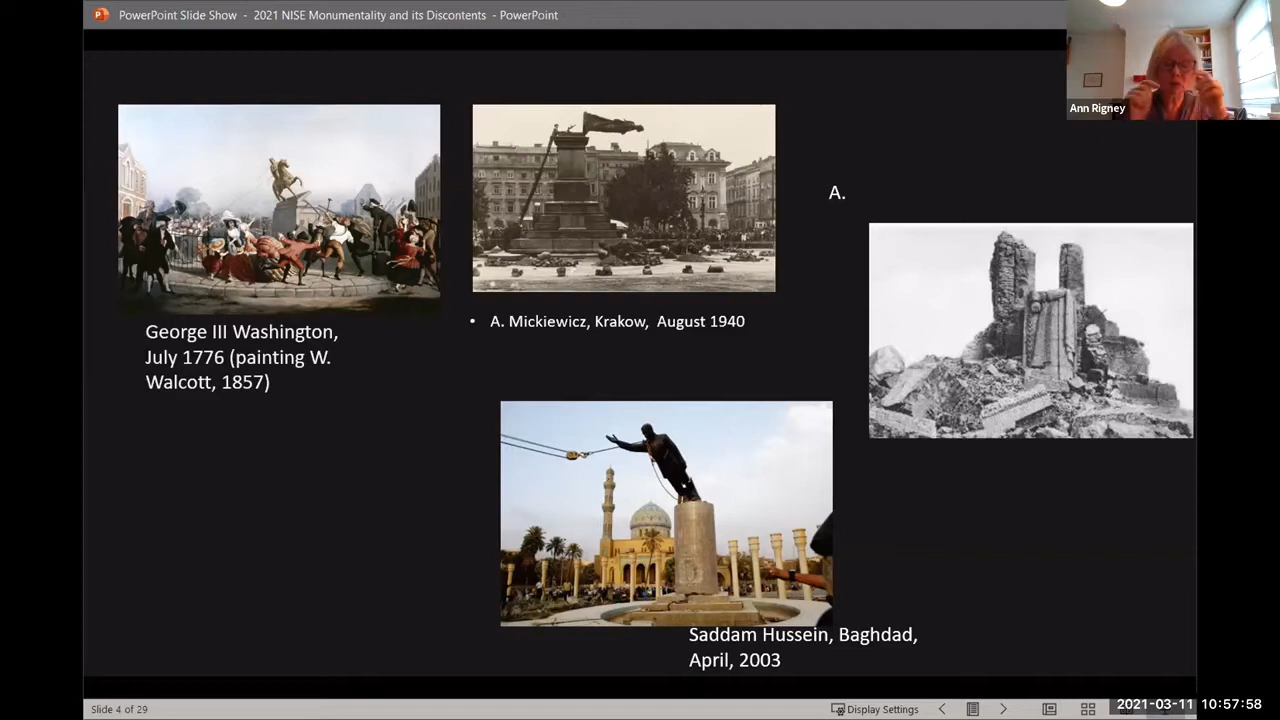 PowerPoint Slide Show - 2021 NISE Monumentality and its Discontents - PowerPoint
Ann Rigney
A.
George III Washington,
July 1776 (painting W.
Walcott, 1857)
• A. Mickiewicz, Krakow, August 1940
Saddam Hussein, Baghdad,
April, 2003
Slide 4 of 29
Display Settings
2021-03-11 10:57:58